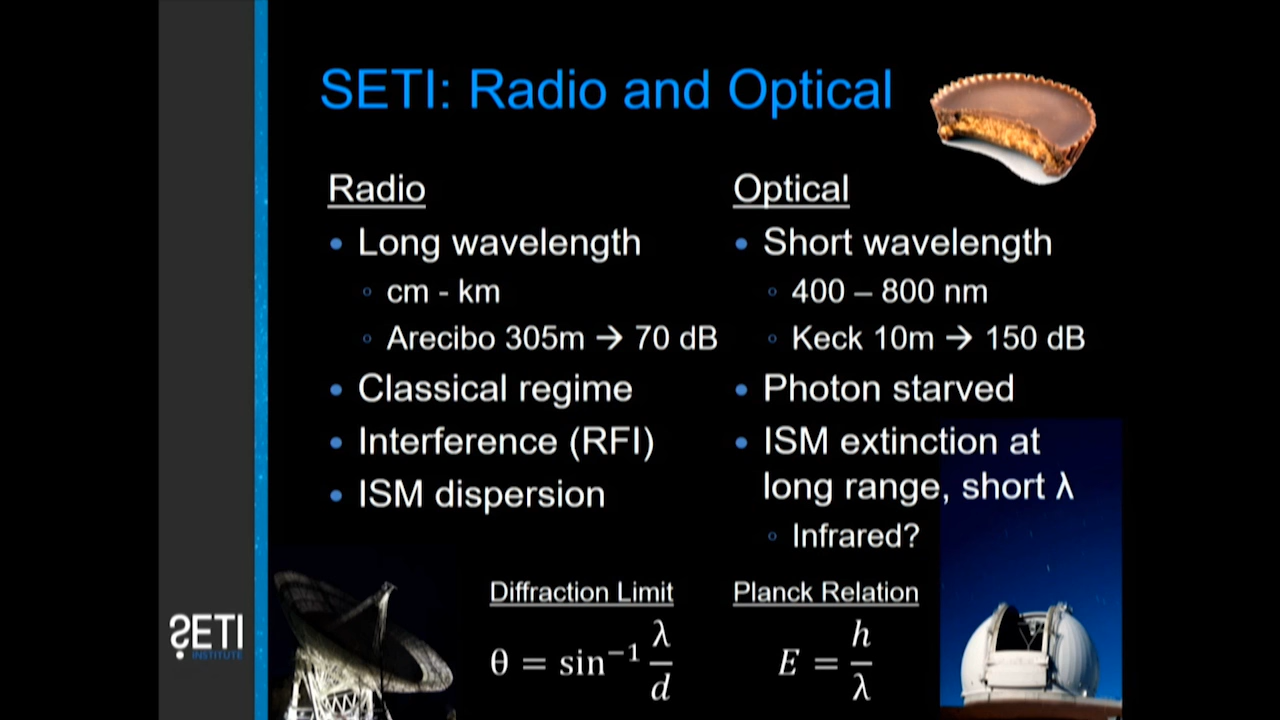 SETI: Radio and Optical
Radio
• Long wavelength
◦ cm - km
◦ Arecibo 305m → 70 dB
• Classical regime
• Interference (RFI)
• ISM dispersion
Optical
• Short wavelength
◦ 400 – 800 nm
◦ Keck 10m → 150 dB
• Photon starved
• ISM extinction at
long range, short λ
◦ Infrared?
Diffraction Limit
θ = sin⁻¹ λ/d
Planck Relation
E = h/λ
SETI
INSTITUTE